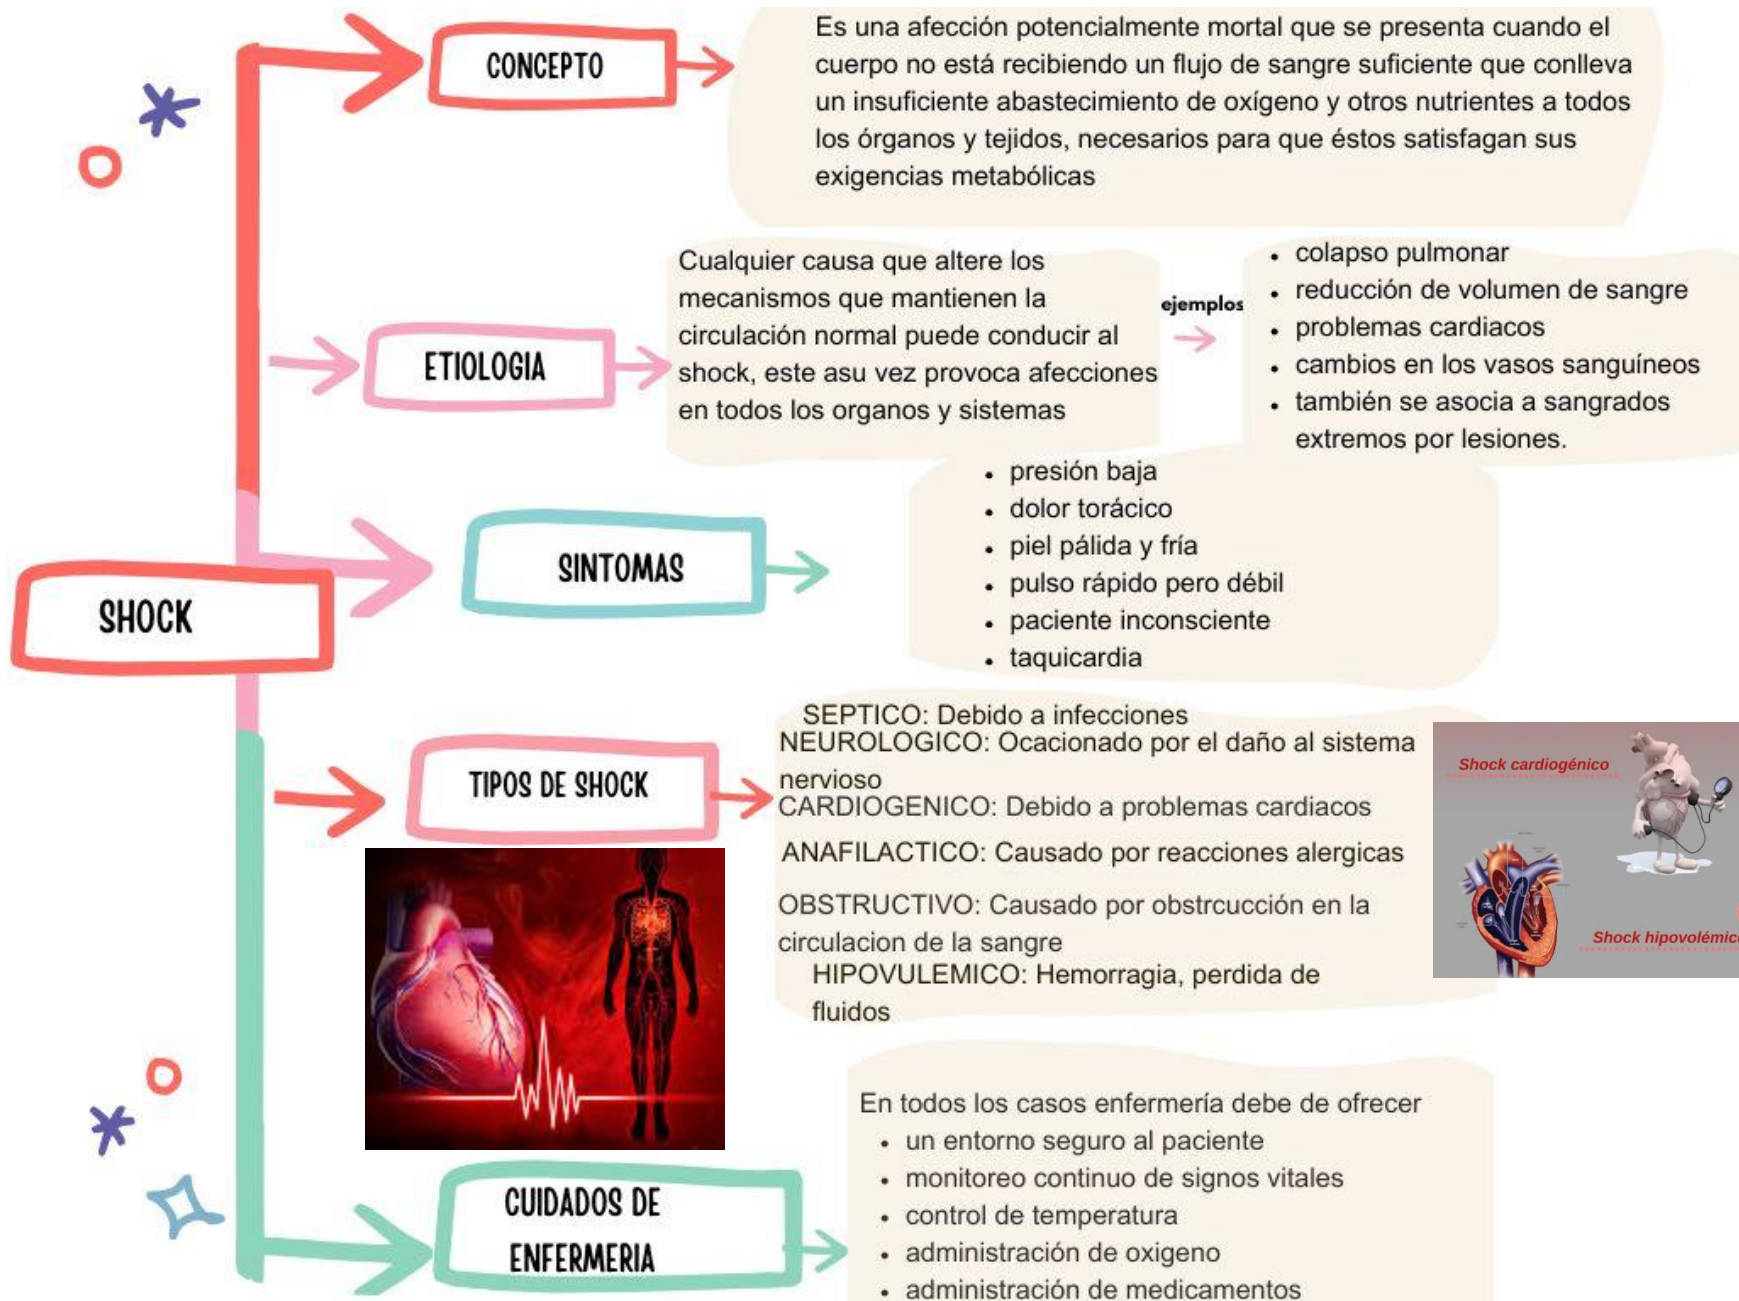 CONCEPTO
Es una afección potencialmente mortal que se presenta cuando el
cuerpo no está recibiendo un flujo de sangre suficiente que conlleva
un insuficiente abastecimiento de oxígeno y otros nutrientes a todos
los órganos y tejidos, necesarios para que éstos satisfagan sus
exigencias metabólicas
ETIOLOGIA
Cualquier causa que altere los
mecanismos que mantienen la
circulación normal puede conducir al
shock, este asu vez provoca afecciones
en todos los organos y sistemas
ejemplos
• colapso pulmonar
• reducción de volumen de sangre
• problemas cardiacos
• cambios en los vasos sanguíneos
• también se asocia a sangrados
extremos por lesiones.
SHOCK
SINTOMAS
• presión baja
• dolor torácico
• piel pálida y fría
• pulso rápido pero débil
• paciente inconsciente
• taquicardia
TIPOS DE SHOCK
SEPTICO: Debido a infecciones
NEUROLOGICO: Ocacionado por el daño al sistema
nervioso
CARDIOGENICO: Debido a problemas cardiacos
ANAFILACTICO: Causado por reacciones alergicas
OBSTRUCTIVO: Causado por obstrcucción en la
circulacion de la sangre
HIPOVULEMICO: Hemorragia, perdida de
fluidos
Shock cardiogénico
Shock hipovolémico
CUIDADOS DE
ENFERMERIA
En todos los casos enfermería debe de ofrecer
• un entorno seguro al paciente
• monitoreo continuo de signos vitales
• control de temperatura
• administración de oxigeno
• administración de medicamentos